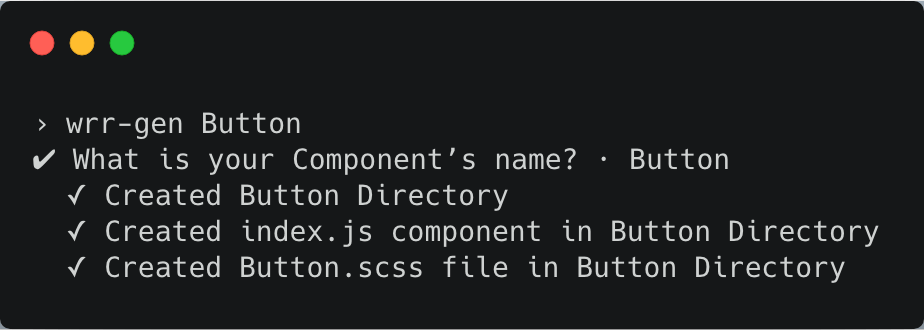 › wrr-gen Button
✔ What is your Component’s name? · Button
✓ Created Button Directory
✓ Created index.js component in Button Directory
✓ Created Button.scss file in Button Directory